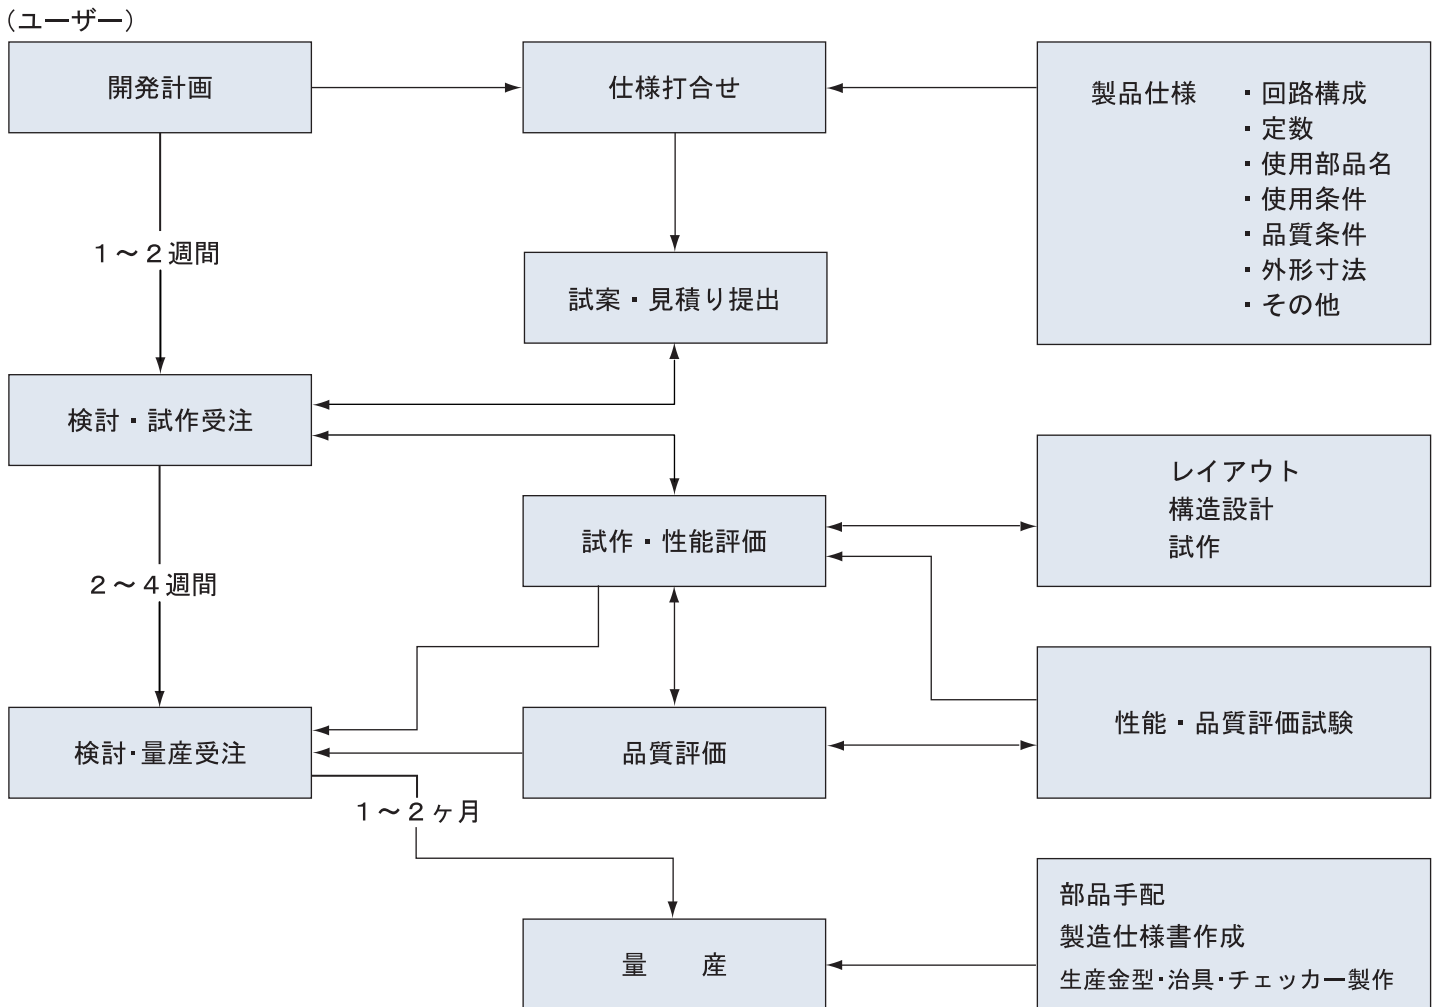 （ユーザー）
開発計画
仕様打合せ
製品仕様 ・回路構成
・定数
・使用部品名
・使用条件
・品質条件
・外形寸法
・その他
1～2週間
試案・見積り提出
検討・試作受注
レイアウト
構造設計
試作
試作・性能評価
2～4週間
性能・品質評価試験
検討・量産受注
品質評価
1～2ヶ月
部品手配
製造仕様書作成
生産金型・治具・チェッカー製作
量　産